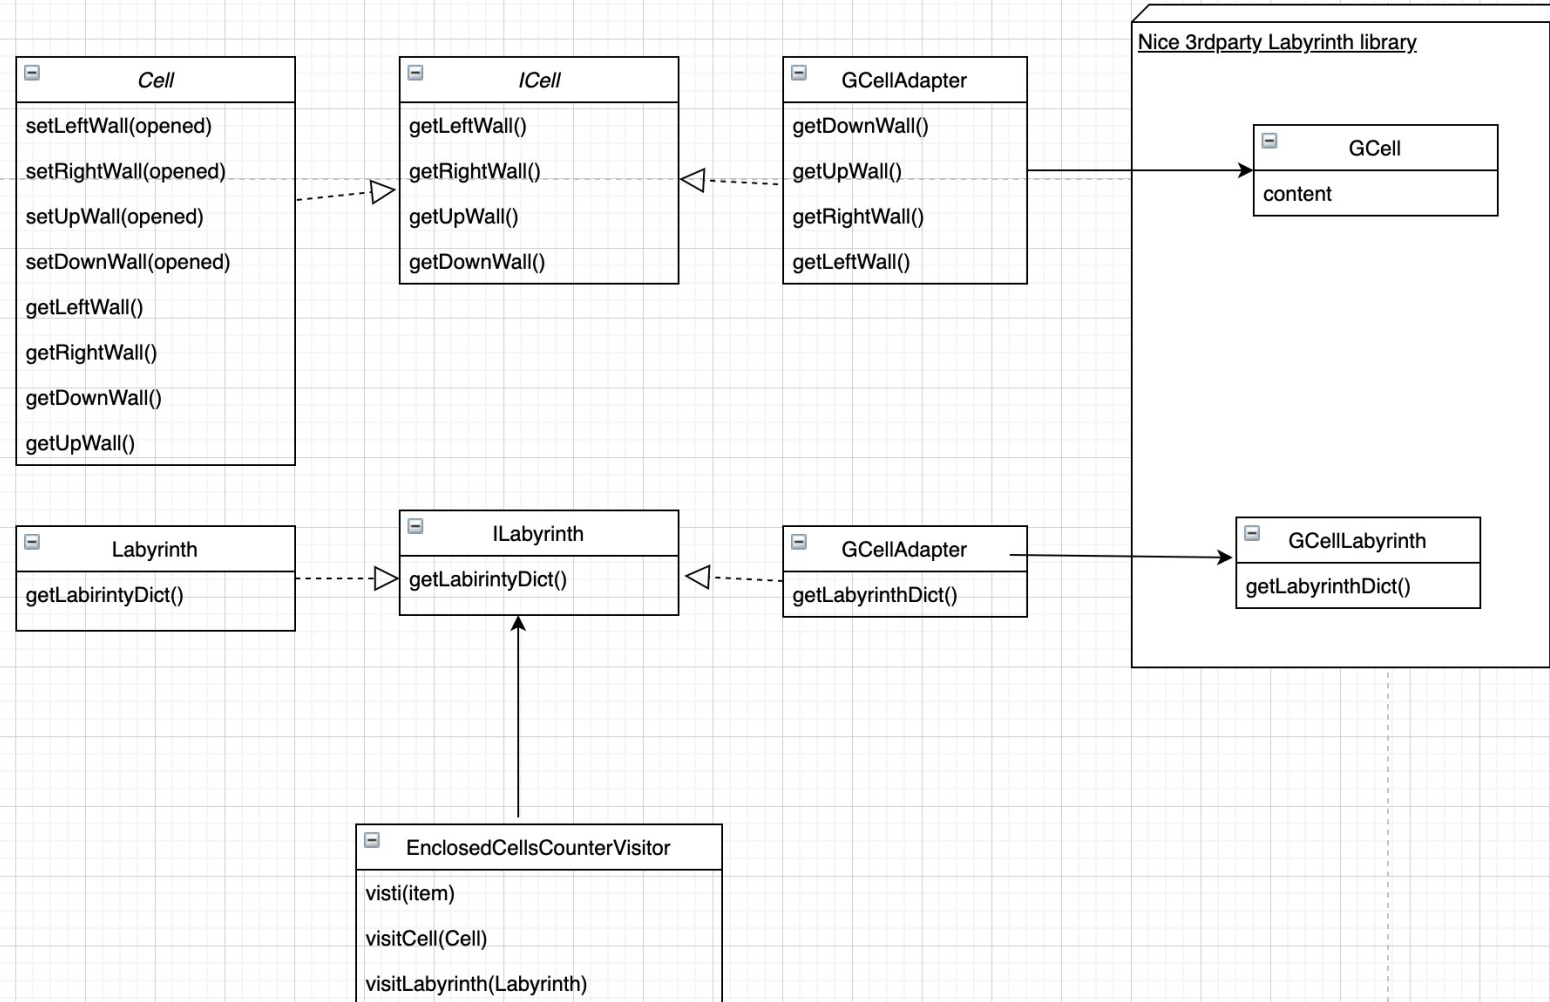 Nice 3rdparty Labyrinth library
Cell
setLeftWall(opened)
setRightWall(opened)
setUpWall(opened)
setDownWall(opened)
getLeftWall()
getRightWall()
getDownWall()
getUpWall()
ICell
getLeftWall()
getRightWall()
getUpWall()
getDownWall()
GCellAdapter
getDownWall()
getUpWall()
getRightWall()
getLeftWall()
GCell
content
Labyrinth
getLabirintyDict()
ILabyrinth
getLabirintyDict()
GCellAdapter
getLabyrinthDict()
GCellLabyrinth
getLabyrinthDict()
EnclosedCellsCounterVisitor
visti(item)
visitCell(Cell)
visitLabyrinth(Labyrinth)